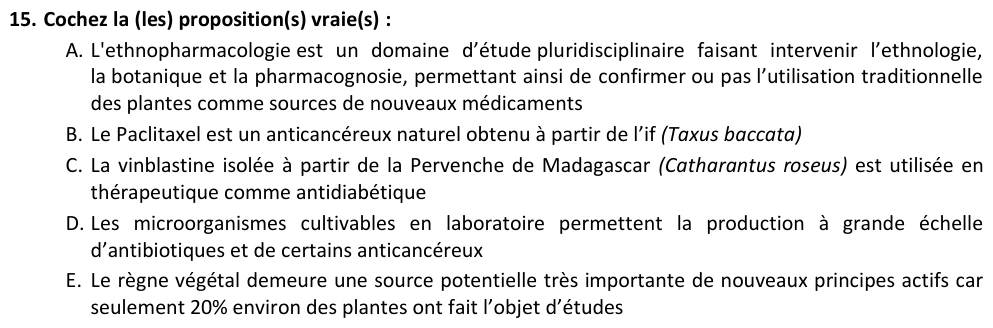 15. Cochez la (les) proposition(s) vraie(s) :
A. L'ethnopharmacologie est un domaine d’étude pluridisciplinaire faisant intervenir l’ethnologie,
la botanique et la pharmacognosie, permettant ainsi de confirmer ou pas l’utilisation traditionnelle
des plantes comme sources de nouveaux médicaments
B. Le Paclitaxel est un anticancéreux naturel obtenu à partir de l’if (Taxus baccata)
C. La vinblastine isolée à partir de la Pervenche de Madagascar (Catharantus roseus) est utilisée en
thérapeutique comme antidiabétique
D. Les microorganismes cultivables en laboratoire permettent la production à grande échelle
d’antibiotiques et de certains anticancéreux
E. Le règne végétal demeure une source potentielle très importante de nouveaux principes actifs car
seulement 20% environ des plantes ont fait l’objet d’études